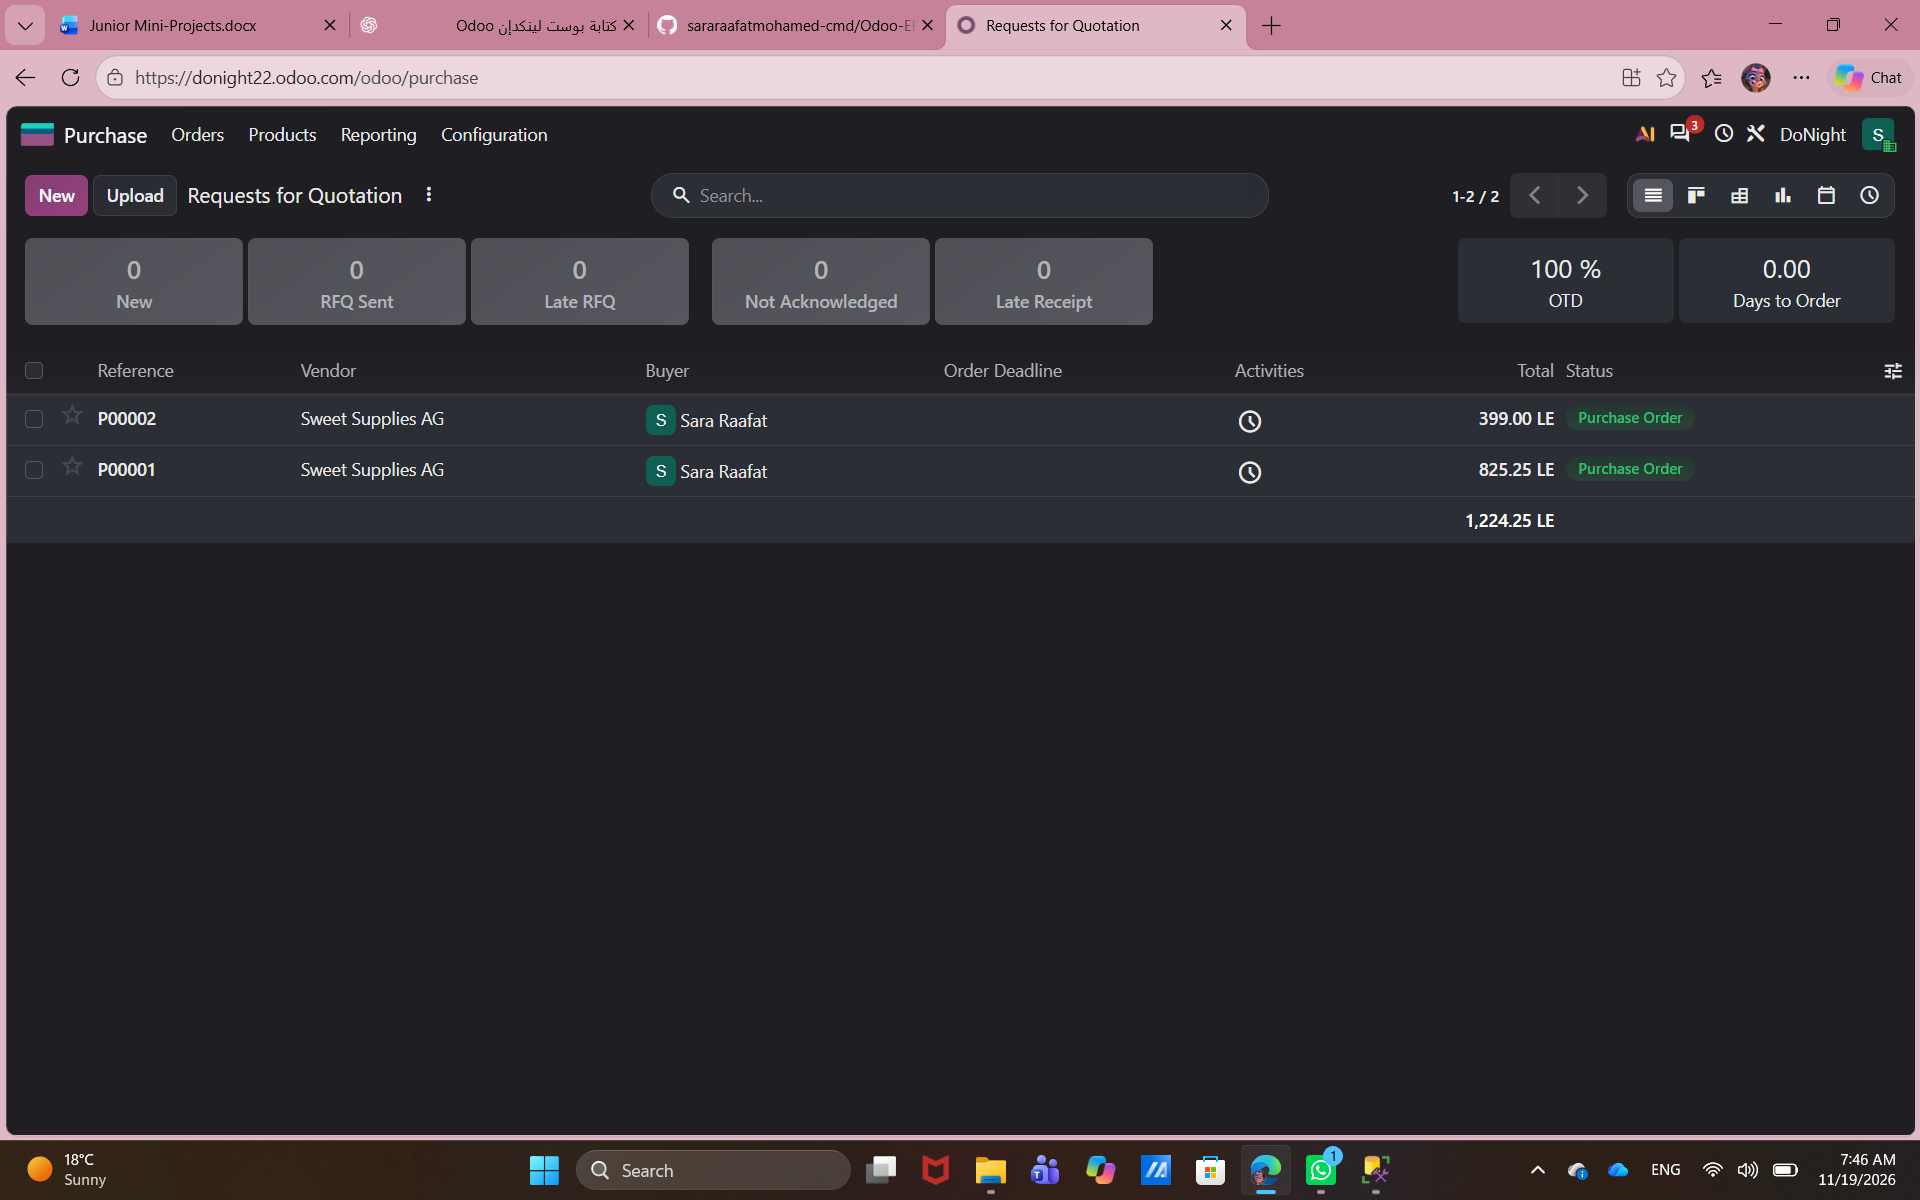 Junior Mini-Projects.docx
كتابة بوست لينكدإن Odoo
sararaafatmohamed-cmd/Odoo-E
Requests for Quotation
https://donight22.odoo.com/odoo/purchase
Chat
Purchase
Orders
Products
Reporting
Configuration
AI
3
DoNight
S
New
Upload
Requests for Quotation
Search...
1-2 / 2
0
New
0
RFQ Sent
0
Late RFQ
0
Not Acknowledged
0
Late Receipt
100 %
OTD
0.00
Days to Order
Reference Vendor Buyer Order Deadline Activities Total Status
P00002 Sweet Supplies AG S Sara Raafat 399.00 LE Purchase Order
P00001 Sweet Supplies AG S Sara Raafat 825.25 LE Purchase Order
1,224.25 LE
18°C
Sunny
Search
1
ENG
7:46 AM
11/19/2026